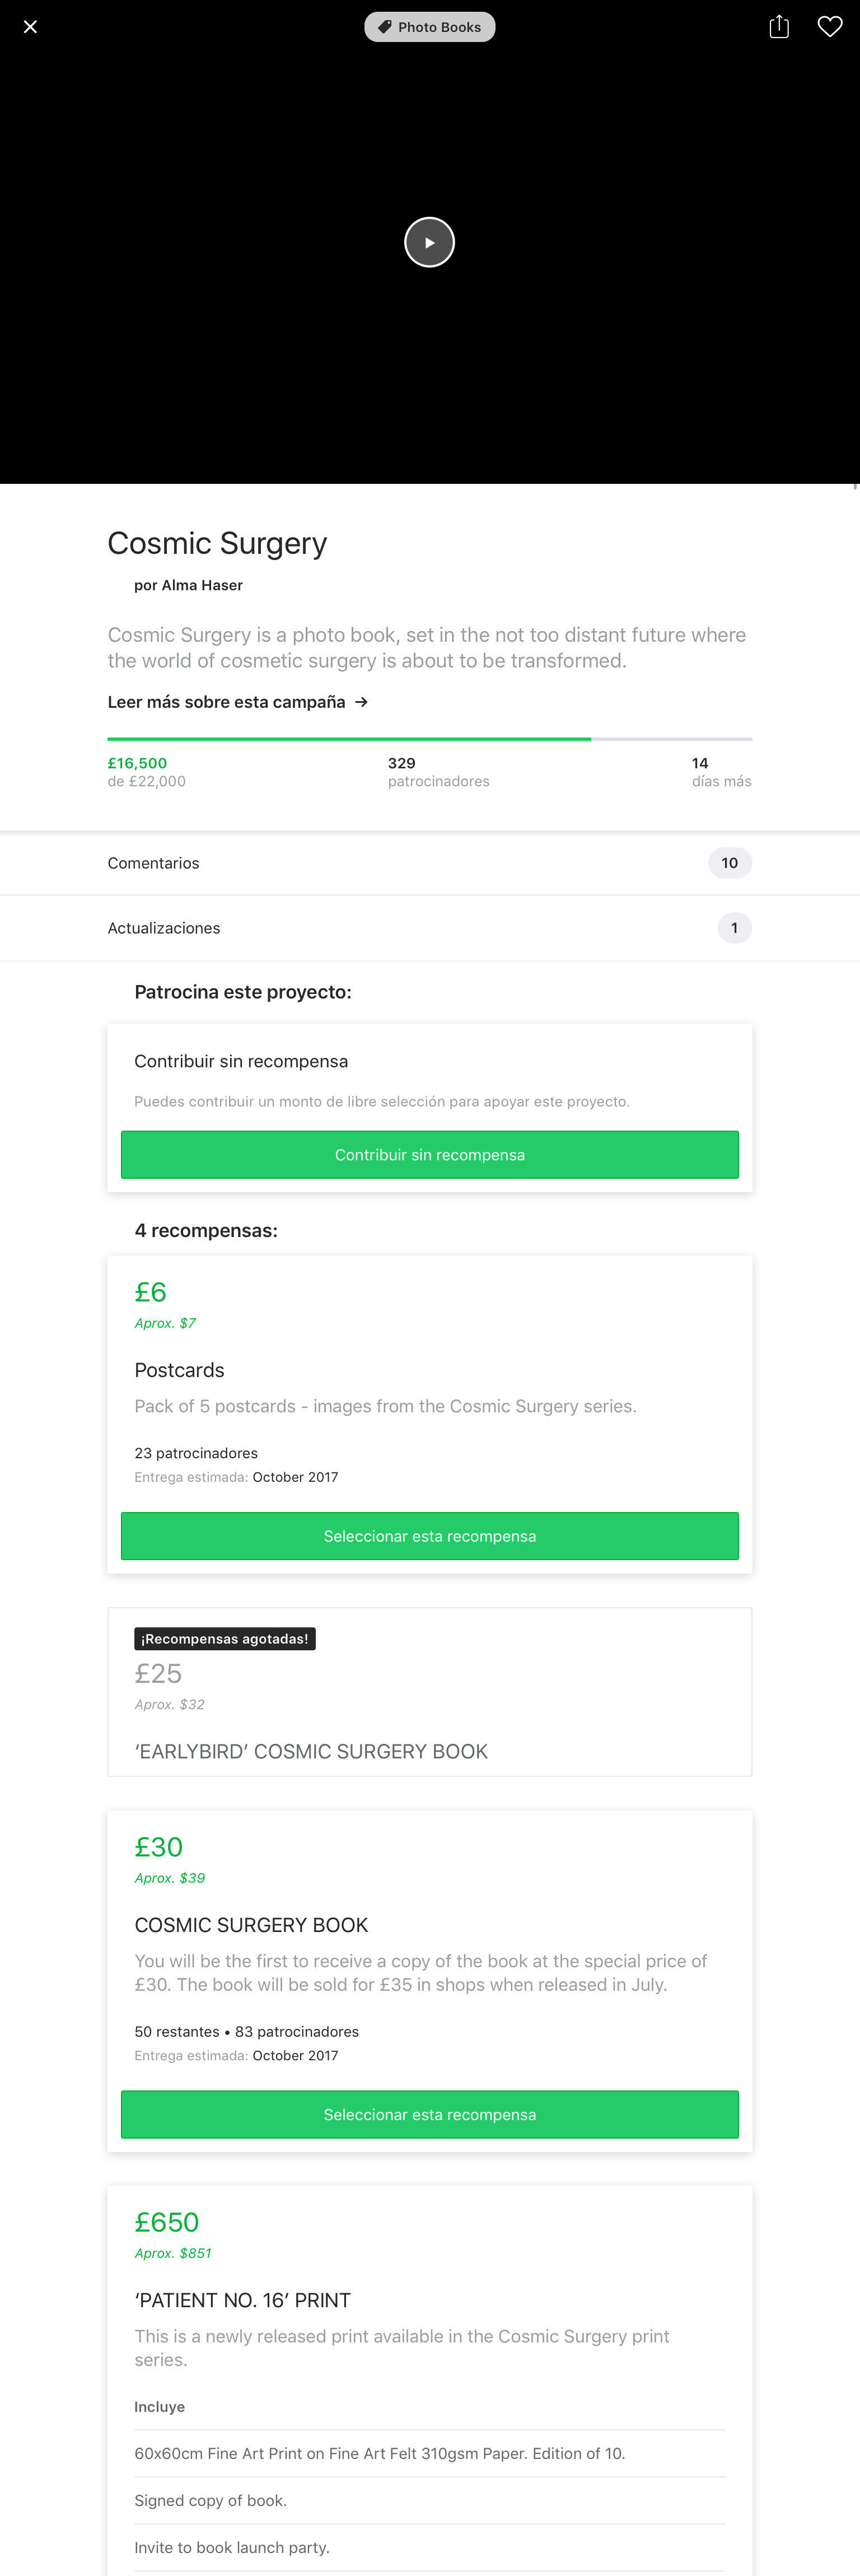 Photo Books
Cosmic Surgery
por Alma Haser
Cosmic Surgery is a photo book, set in the not too distant future where
the world of cosmetic surgery is about to be transformed.
Leer más sobre esta campaña →
£16,500
de £22,000
329
patrocinadores
14
días más
Comentarios
10
Actualizaciones
1
Patrocina este proyecto:
Contribuir sin recompensa
Puedes contribuir un monto de libre selección para apoyar este proyecto.
Contribuir sin recompensa
4 recompensas:
£6
Aprox. $7
Postcards
Pack of 5 postcards - images from the Cosmic Surgery series.
23 patrocinadores
Entrega estimada: October 2017
Seleccionar esta recompensa
¡Recompensas agotadas!
£25
Aprox. $32
‘EARLYBIRD’ COSMIC SURGERY BOOK
£30
Aprox. $39
COSMIC SURGERY BOOK
You will be the first to receive a copy of the book at the special price of
£30. The book will be sold for £35 in shops when released in July.
50 restantes • 83 patrocinadores
Entrega estimada: October 2017
Seleccionar esta recompensa
£650
Aprox. $851
‘PATIENT NO. 16’ PRINT
This is a newly released print available in the Cosmic Surgery print
series.
Incluye
60x60cm Fine Art Print on Fine Art Felt 310gsm Paper. Edition of 10.
Signed copy of book.
Invite to book launch party.